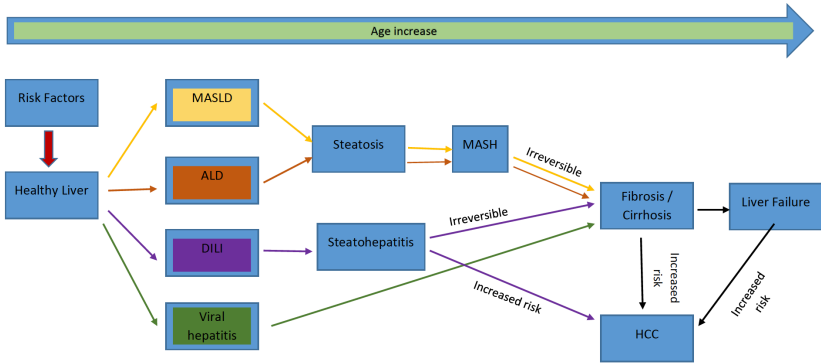 Age increase
Risk Factors
MASLD
Steatosis
MASH
Irreversible
Healthy Liver
ALD
Fibrosis /
Cirrhosis
Liver Failure
Irreversible
DILI
Steatohepatitis
Increased
risk
Increased risk
Increased
risk
Viral
hepatitis
HCC